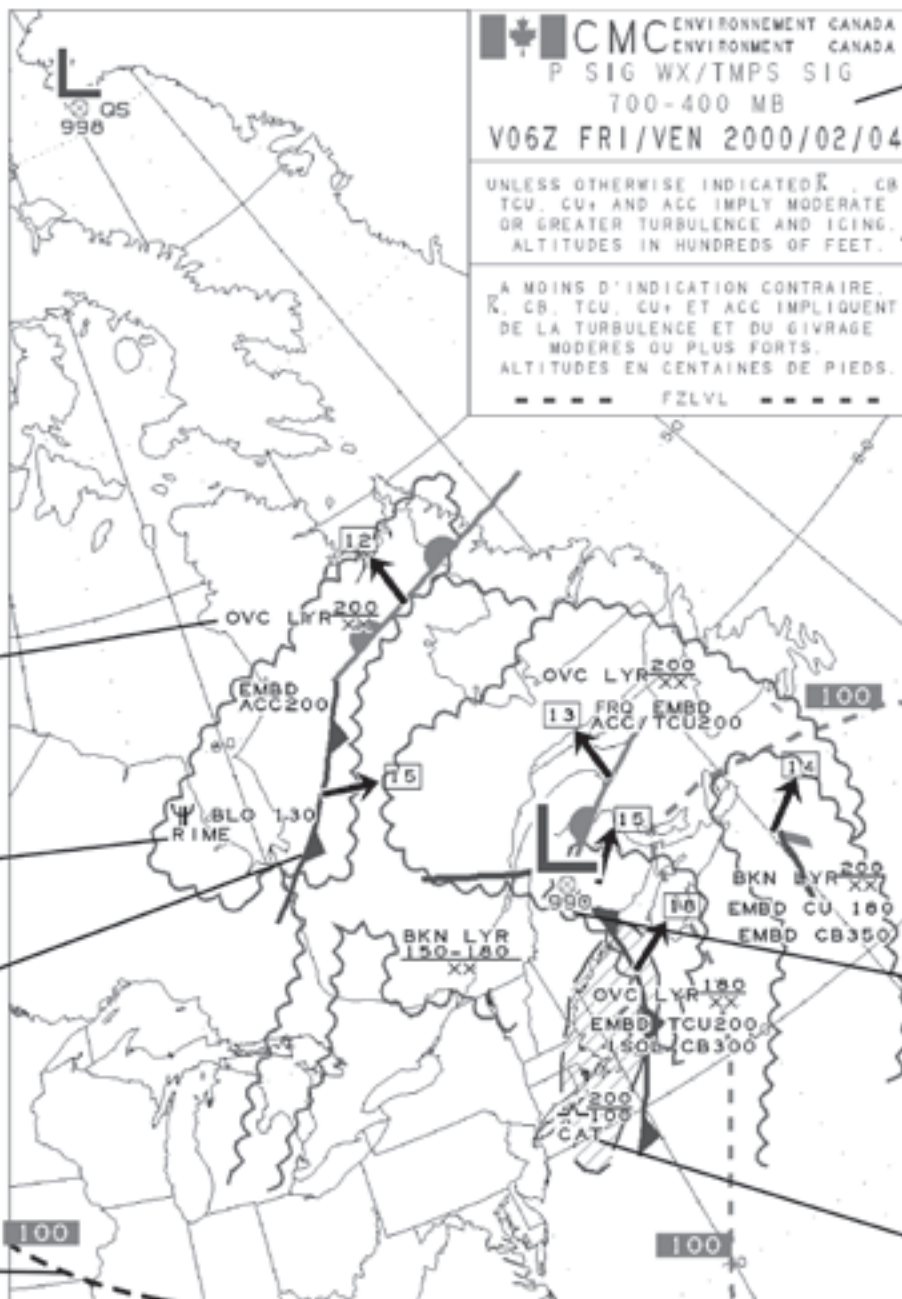 CMC ENVIRONNEMENT CANADA
ENVIRONMENT CANADA
P SIG WX/TMPS SIG
700-400 MB
V06Z FRI/VEN 2000/02/04
UNLESS OTHERWISE INDICATED , CB
TCU, CU+ AND ACC IMPLY MODERATE
OR GREATER TURBULENCE AND ICING.
ALTITUDES IN HUNDREDS OF FEET.
A MOINS D'INDICATION CONTRAIRE,
, CB, TCU, CU+ ET ACC IMPLIQUENT
DE LA TURBULENCE ET DU GIVRAGE
MODERES OU PLUS FORTS.
ALTITUDES EN CENTAINES DE PIEDS.
FZLVL
L
QS
998
12
OVC LYR 200
XX
EMBD
ACC200
15
BLO 130
RIME
OVC LYR 200
XX
FRQ EMBD
ACC/TCU200
13
100
14
15
L
990
18
BKN LYR 200
XX
EMBD CU 180
EMBD CB350
BKN LYR
150-180
XX
OVC LYR 180
XX
EMBD TCU200
ISOL CB300
200
100
CAT
100
100